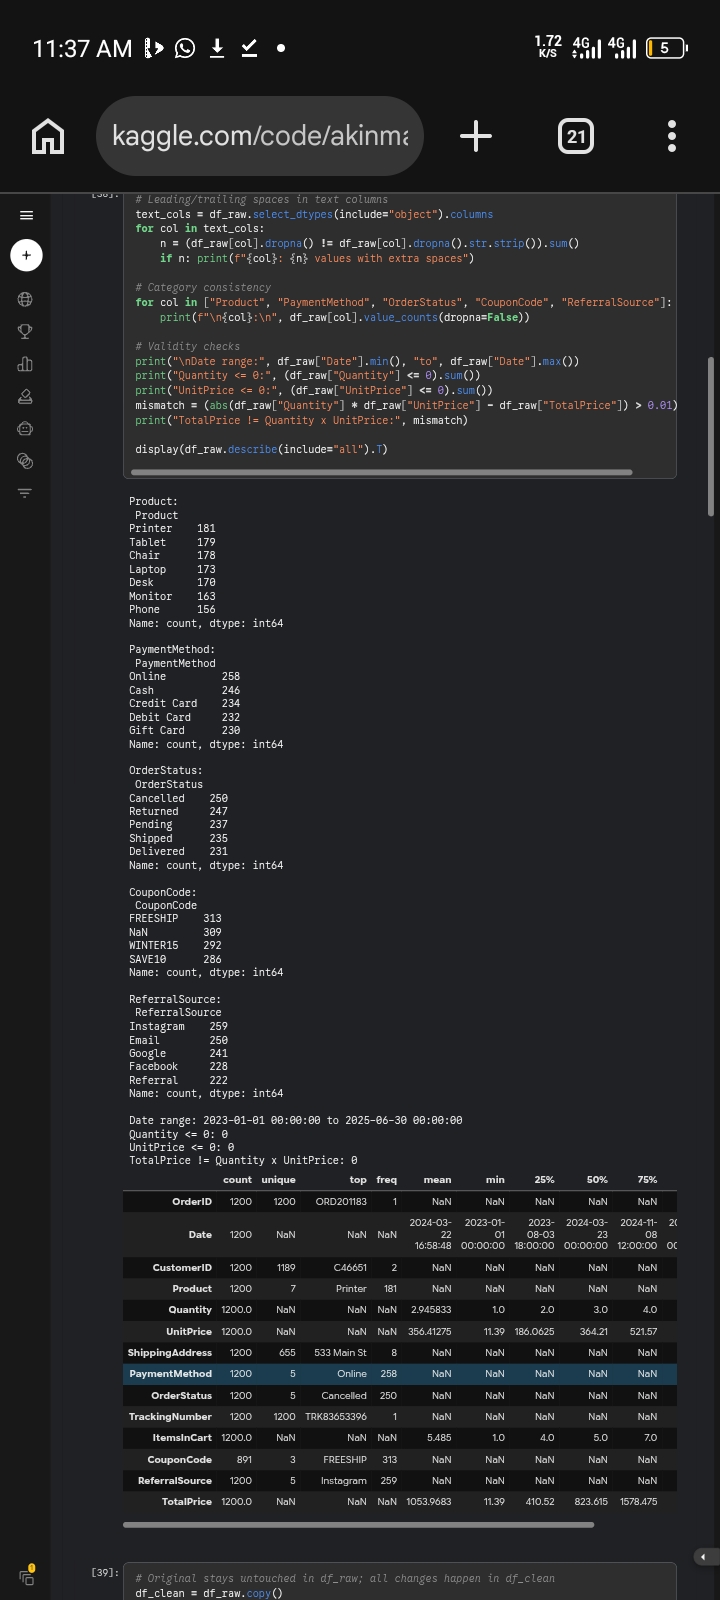 11:37 AM
1.72 K/S 4G 4G 5
kaggle.com/code/akinma
21
# Leading/trailing spaces in text columns
text_cols = df_raw.select_dtypes(include="object").columns
for col in text_cols:
    n = (df_raw[col].dropna() != df_raw[col].dropna().str.strip()).sum()
    if n: print(f"{col}: {n} values with extra spaces")
# Category consistency
for col in ["Product", "PaymentMethod", "OrderStatus", "CouponCode", "ReferralSource"]:
    print(f"\n{col}:\n", df_raw[col].value_counts(dropna=False))
# Validity checks
print("\nDate range:", df_raw["Date"].min(), "to", df_raw["Date"].max())
print("Quantity <= 0:", (df_raw["Quantity"] <= 0).sum())
print("UnitPrice <= 0:", (df_raw["UnitPrice"] <= 0).sum())
mismatch = (abs(df_raw["Quantity"] * df_raw["UnitPrice"] - df_raw["TotalPrice"]) > 0.01)
print("TotalPrice != Quantity x UnitPrice:", mismatch)
display(df_raw.describe(include="all").T)
Product:
 Product
Printer    181
Tablet     179
Chair      178
Laptop     173
Desk       170
Monitor    163
Phone      156
Name: count, dtype: int64
PaymentMethod:
 PaymentMethod
Online         258
Cash           246
Credit Card    234
Debit Card     232
Gift Card      230
Name: count, dtype: int64
OrderStatus:
 OrderStatus
Cancelled    250
Returned     247
Pending      237
Shipped      235
Delivered    231
Name: count, dtype: int64
CouponCode:
 CouponCode
FREESHIP    313
NaN         309
WINTER15    292
SAVE10      286
Name: count, dtype: int64
ReferralSource:
 ReferralSource
Instagram    259
Email        250
Google       241
Facebook     228
Referral     222
Name: count, dtype: int64
Date range: 2023-01-01 00:00:00 to 2025-06-30 00:00:00
Quantity <= 0: 0
UnitPrice <= 0: 0
TotalPrice != Quantity x UnitPrice: 0
count unique top freq mean min 25% 50% 75%
OrderID 1200 1200 ORD201183 1 NaN NaN NaN NaN NaN
Date 1200 NaN NaN NaN 2024-03-22 16:58:48 2023-01-01 00:00:00 2023-08-03 18:00:00 2024-03-23 00:00:00 2024-11-08 12:00:00 20 00
CustomerID 1200 1189 C46651 2 NaN NaN NaN NaN NaN
Product 1200 7 Printer 181 NaN NaN NaN NaN NaN
Quantity 1200.0 NaN NaN NaN 2.945833 1.0 2.0 3.0 4.0
UnitPrice 1200.0 NaN NaN NaN 356.41275 11.39 186.0625 364.21 521.57
ShippingAddress 1200 655 533 Main St 8 NaN NaN NaN NaN NaN
PaymentMethod 1200 5 Online 258 NaN NaN NaN NaN NaN
OrderStatus 1200 5 Cancelled 250 NaN NaN NaN NaN NaN
TrackingNumber 1200 1200 TRK83653396 1 NaN NaN NaN NaN NaN
ItemsInCart 1200.0 NaN NaN NaN 5.485 1.0 4.0 5.0 7.0
CouponCode 891 3 FREESHIP 313 NaN NaN NaN NaN NaN
ReferralSource 1200 5 Instagram 259 NaN NaN NaN NaN NaN
TotalPrice 1200.0 NaN NaN NaN 1053.9683 11.39 410.52 823.615 1578.475
1
[39]:
# Original stays untouched in df_raw; all changes happen in df_clean
df_clean = df_raw.copy()